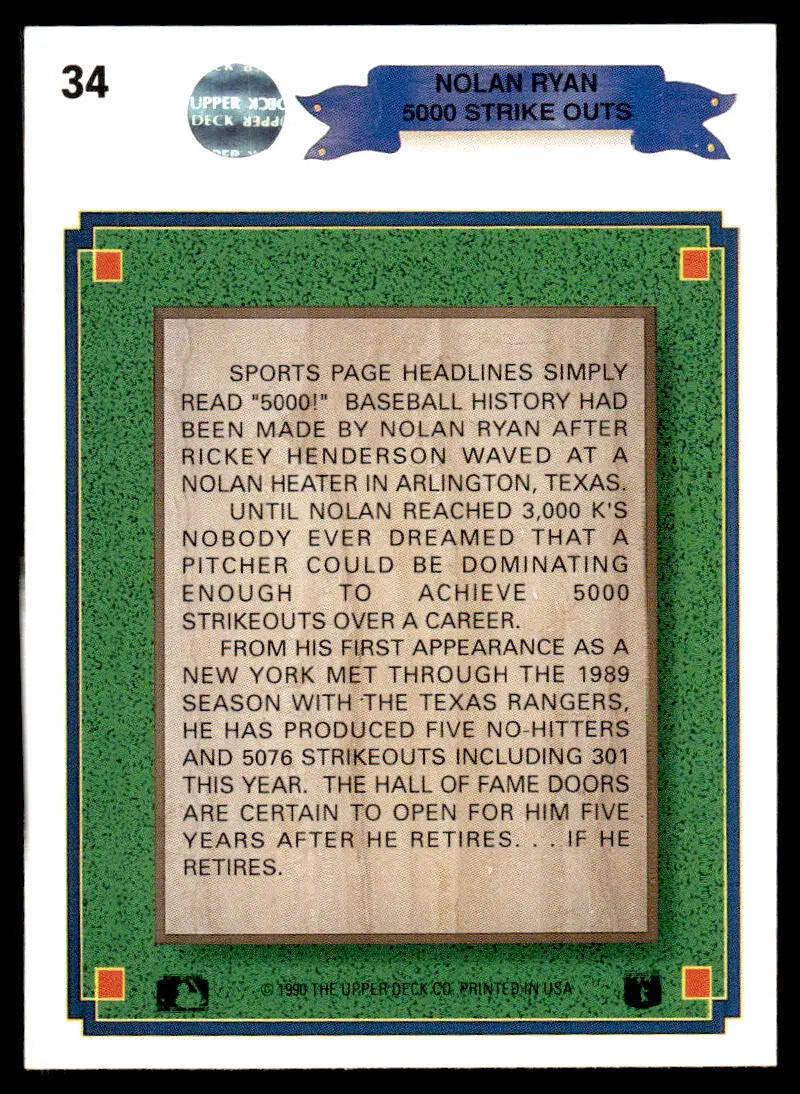 34
UPPER DECK
DECK UPPER
NOLAN RYAN
5000 STRIKE OUTS
SPORTS PAGE HEADLINES SIMPLY
READ "5000!" BASEBALL HISTORY HAD
BEEN MADE BY NOLAN RYAN AFTER
RICKEY HENDERSON WAVED AT A
NOLAN HEATER IN ARLINGTON, TEXAS.
UNTIL NOLAN REACHED 3,000 K'S
NOBODY EVER DREAMED THAT A
PITCHER COULD BE DOMINATING
ENOUGH TO ACHIEVE 5000
STRIKEOUTS OVER A CAREER.
FROM HIS FIRST APPEARANCE AS A
NEW YORK MET THROUGH THE 1989
SEASON WITH THE TEXAS RANGERS,
HE HAS PRODUCED FIVE NO-HITTERS
AND 5076 STRIKEOUTS INCLUDING 301
THIS YEAR. THE HALL OF FAME DOORS
ARE CERTAIN TO OPEN FOR HIM FIVE
YEARS AFTER HE RETIRES. . . IF HE
RETIRES.
© 1990 THE UPPER DECK CO. PRINTED IN USA